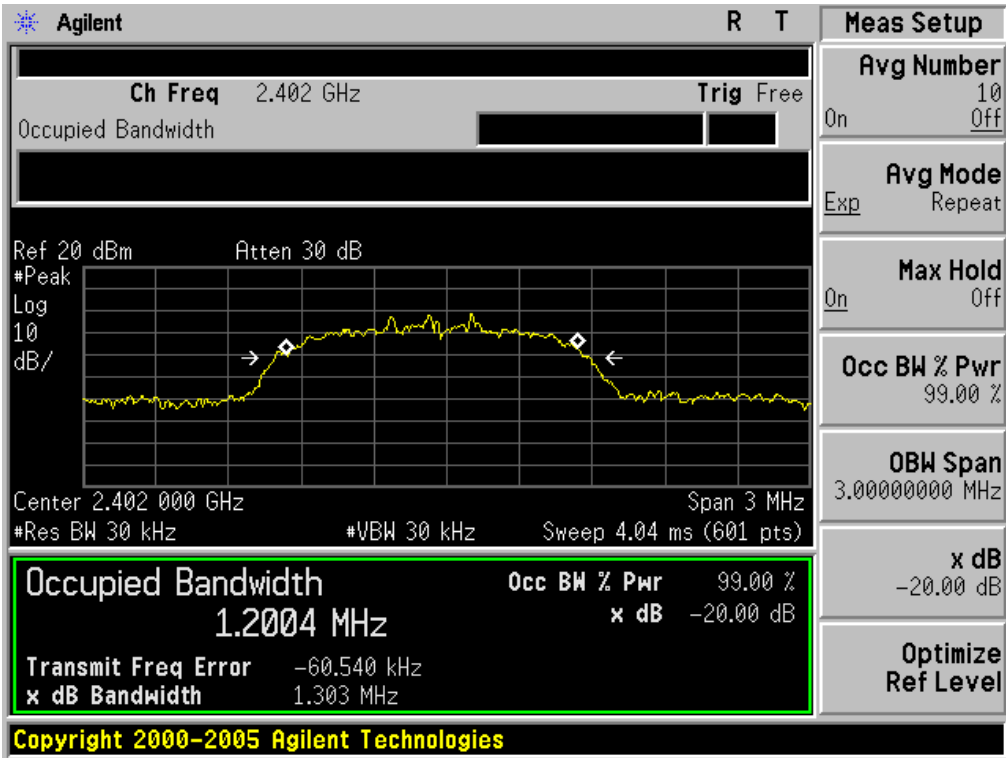 Agilent R T
Meas Setup
Ch Freq 2.402 GHz Trig Free
Occupied Bandwidth
Avg Number
10
On Off
Avg Mode
Exp Repeat
Max Hold
On Off
Occ BW % Pwr
99.00 %
OBW Span
3.00000000 MHz
x dB
-20.00 dB
Optimize
Ref Level
Ref 20 dBm Atten 30 dB
#Peak
Log
10
dB/
Center 2.402 000 GHz Span 3 MHz
#Res BW 30 kHz #VBW 30 kHz Sweep 4.04 ms (601 pts)
Occupied Bandwidth Occ BW % Pwr 99.00 %
1.2004 MHz x dB -20.00 dB
Transmit Freq Error -60.540 kHz
x dB Bandwidth 1.303 MHz
Copyright 2000-2005 Agilent Technologies